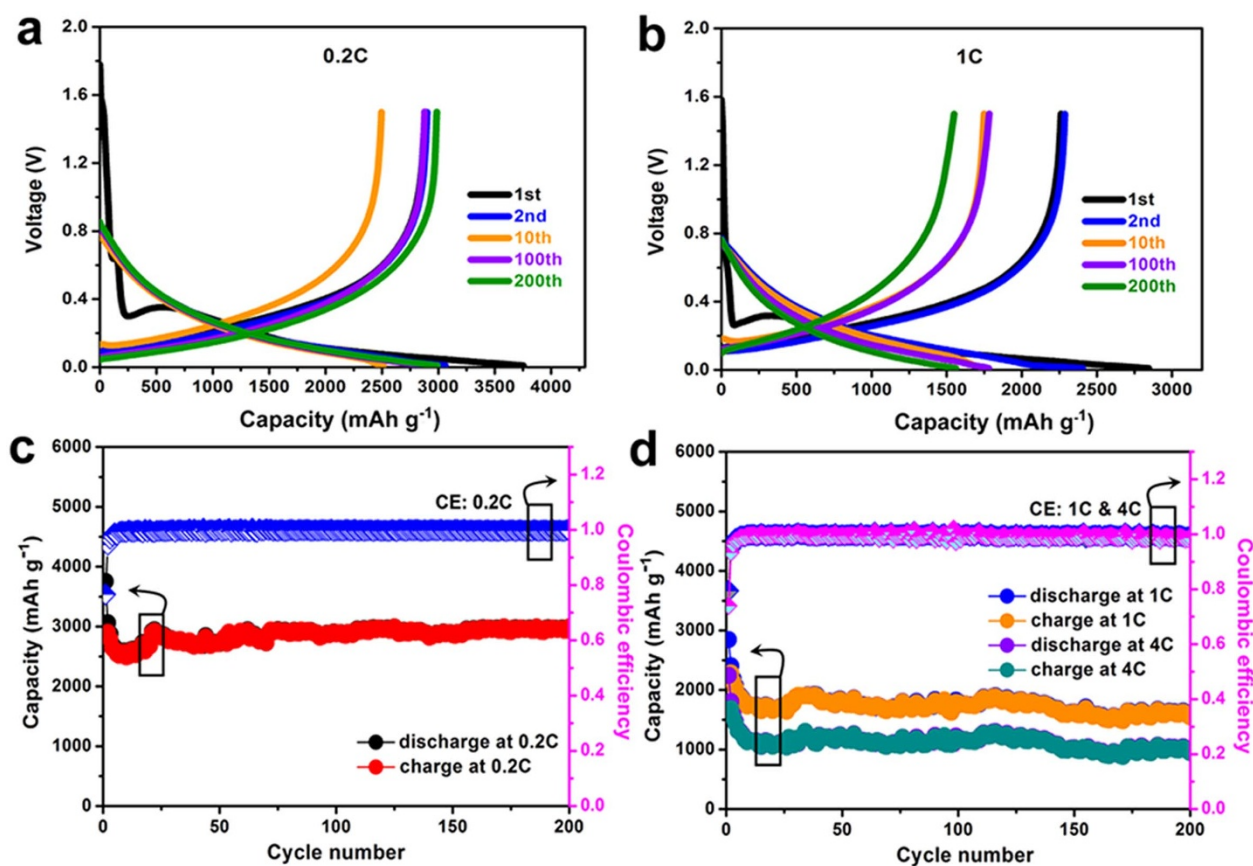 a
0.2C
2.0
1.6
1.2
0.8
0.4
0.0
Voltage (V)
1st
2nd
10th
100th
200th
0 500 1000 1500 2000 2500 3000 3500 4000
Capacity (mAh g⁻¹)
b
1C
2.0
1.6
1.2
0.8
0.4
0.0
Voltage (V)
1st
2nd
10th
100th
200th
0 500 1000 1500 2000 2500 3000
Capacity (mAh g⁻¹)
c
6000
5000
4000
3000
2000
1000
0
Capacity (mAh g⁻¹)
CE: 0.2C
discharge at 0.2C
charge at 0.2C
1.2
1.0
0.8
0.6
0.4
0.2
0.0
Coulombic efficiency
0 50 100 150 200
Cycle number
d
6000
5000
4000
3000
2000
1000
0
Capacity (mAh g⁻¹)
CE: 1C & 4C
discharge at 1C
charge at 1C
discharge at 4C
charge at 4C
1.2
1.0
0.8
0.6
0.4
0.2
0.0
Coulombic efficiency
0 50 100 150 200
Cycle number